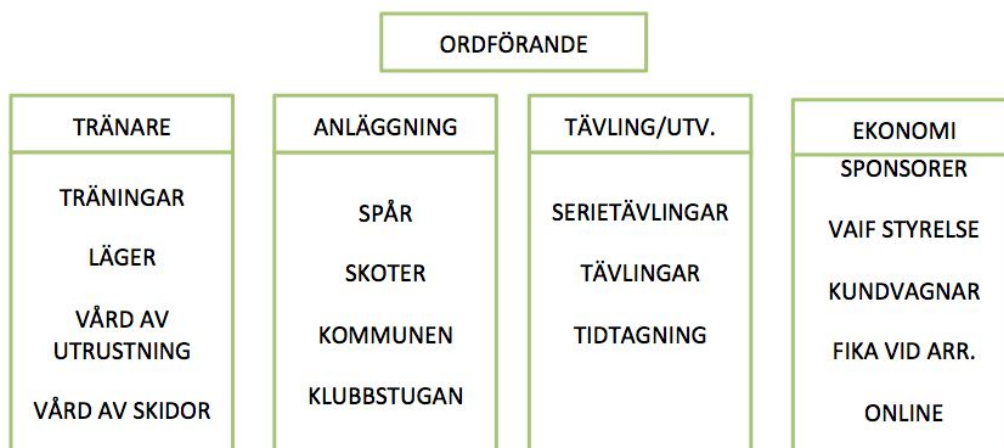 ORDFÖRANDE
TRÄNARE
TRÄNINGAR
LÄGER
VÅRD AV
UTRUSTNING
VÅRD AV SKIDOR
ANLÄGGNING
SPÅR
SKOTER
KOMMUNEN
KLUBBSTUGAN
TÄVLING/UTV.
SERIETÄVLINGAR
TÄVLINGAR
TIDTAGNING
EKONOMI
SPONSORER
VAIF STYRELSE
KUNDVAGNAR
FIKA VID ARR.
ONLINE